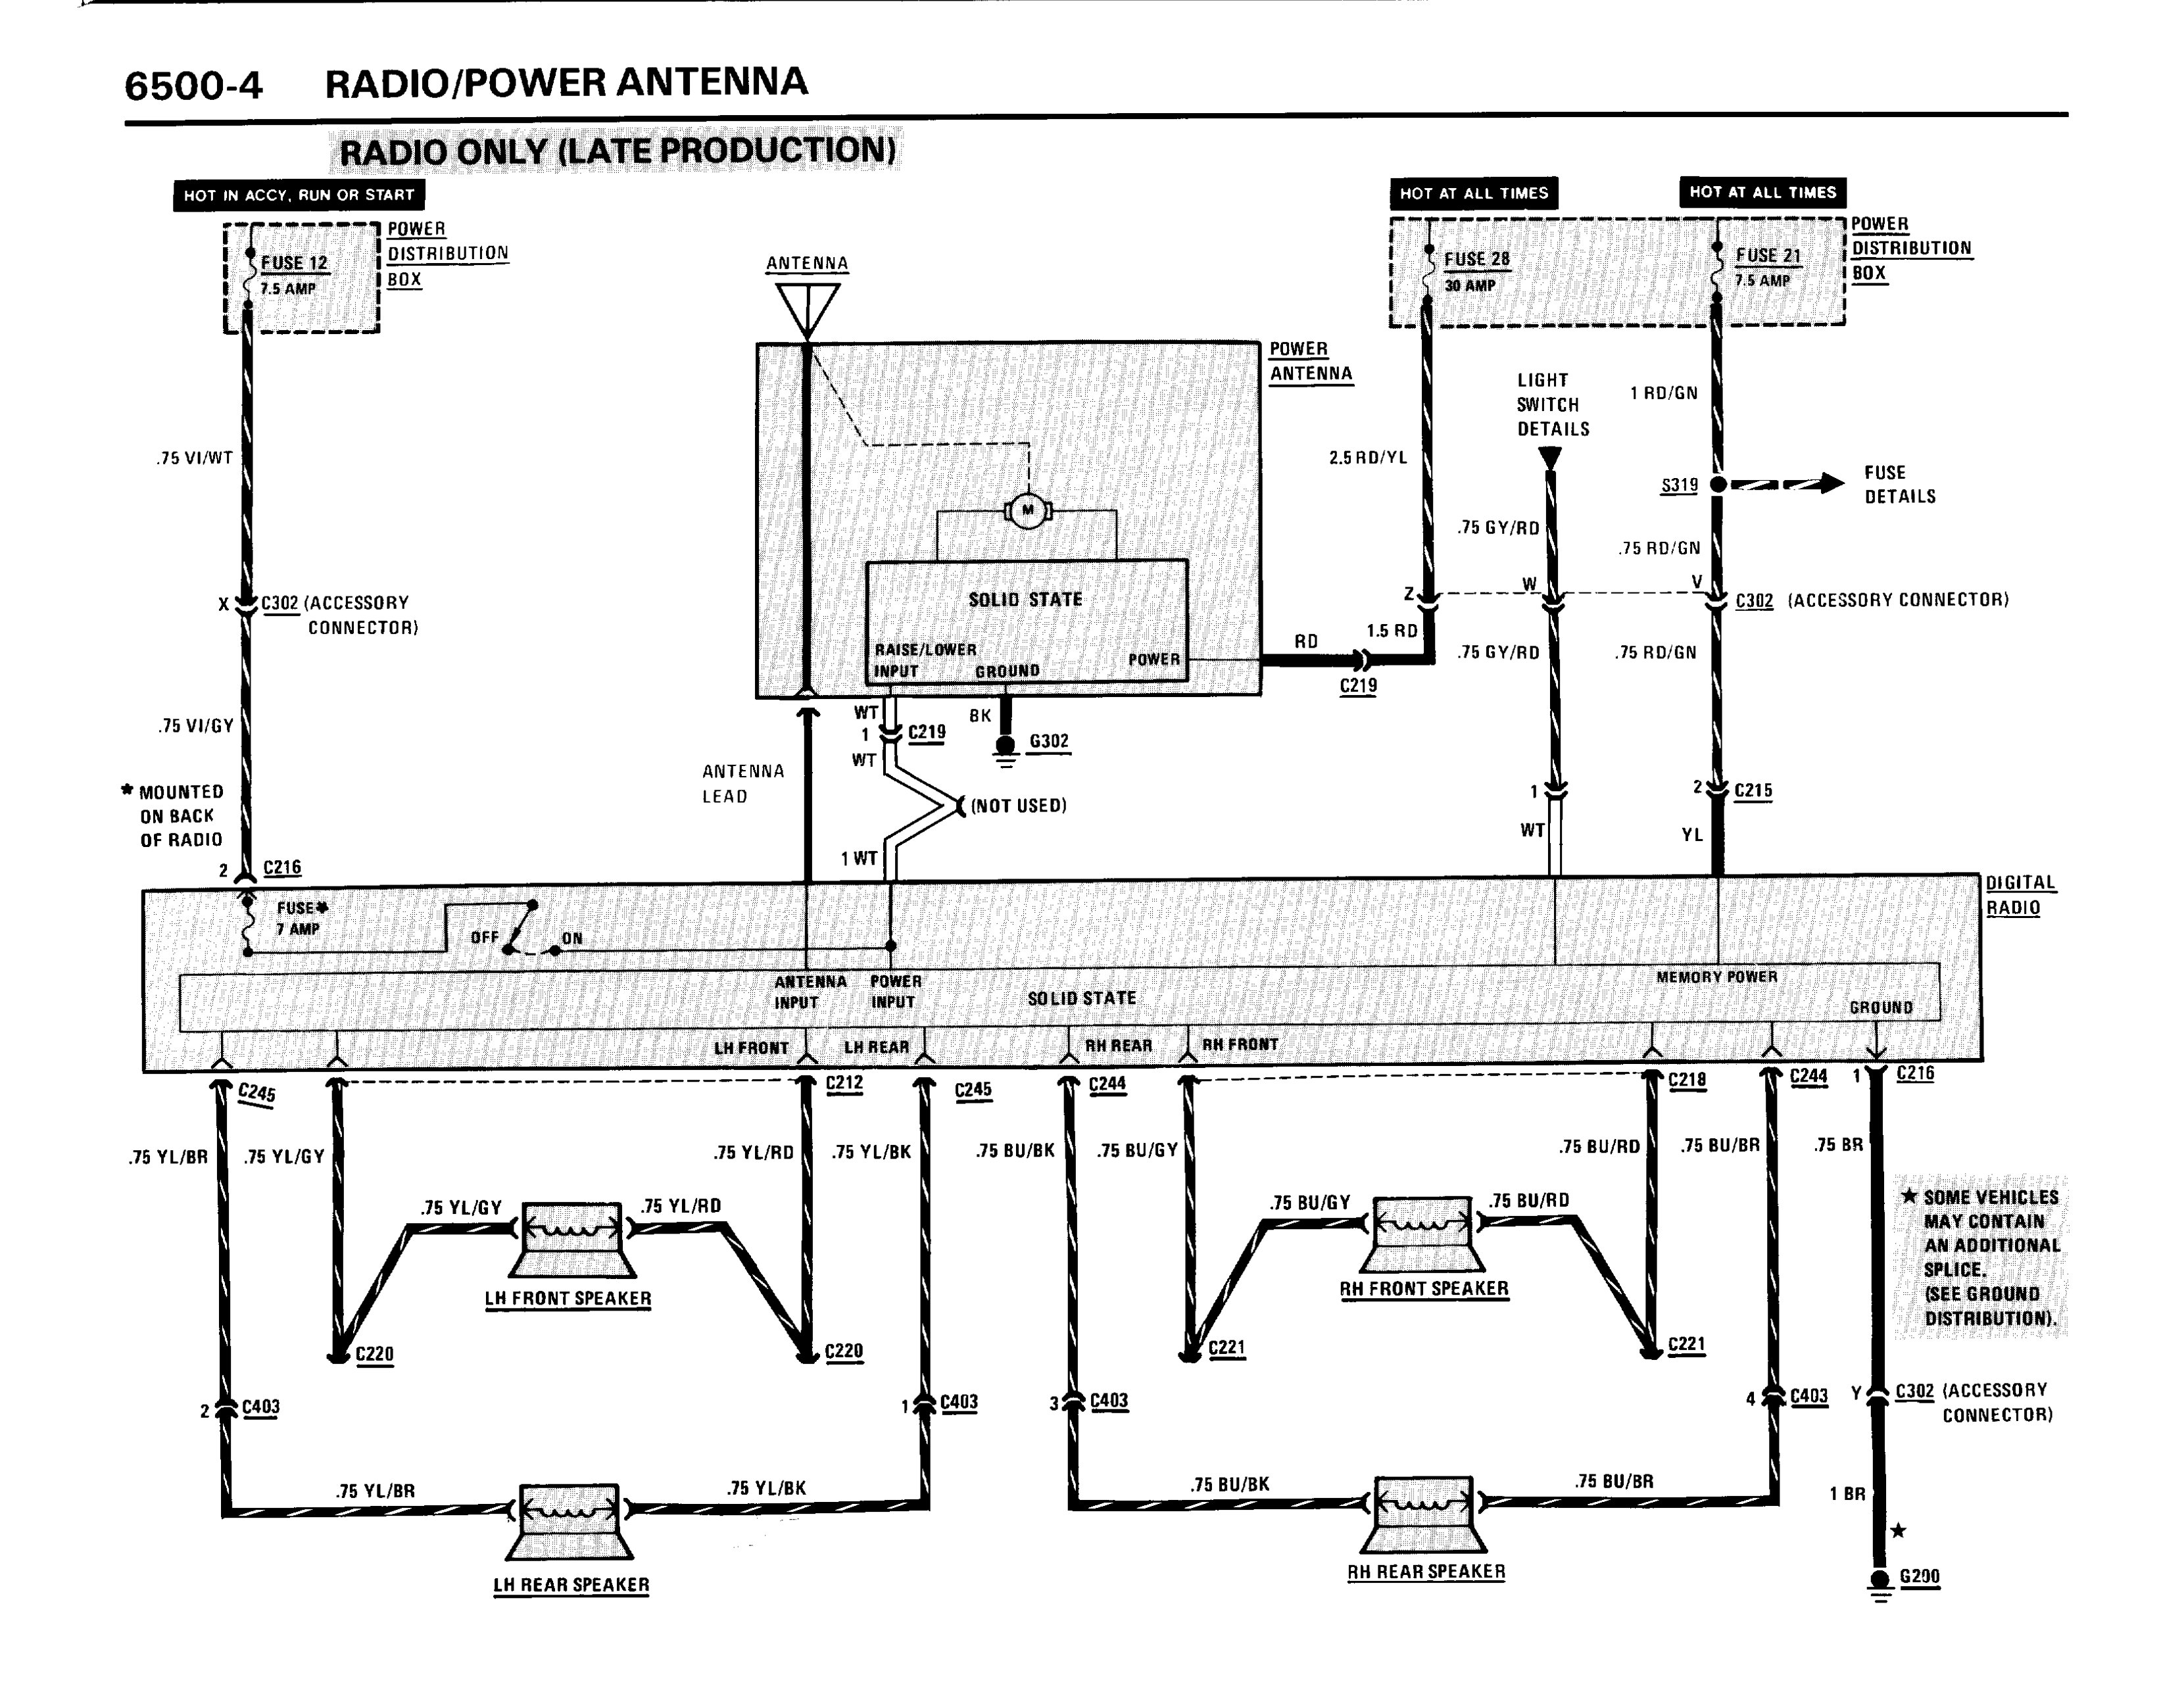 6500-4 RADIO/POWER ANTENNA
RADIO ONLY (LATE PRODUCTION)
HOT IN ACCY, RUN OR START
HOT AT ALL TIMES
HOT AT ALL TIMES
FUSE 12
7.5 AMP
POWER
DISTRIBUTION
BOX
ANTENNA
FUSE 28
30 AMP
FUSE 21
7.5 AMP
POWER
DISTRIBUTION
BOX
POWER
ANTENNA
LIGHT
SWITCH
DETAILS
1 RD/GN
.75 VI/WT
2.5 RD/YL
S319
FUSE
DETAILS
M
.75 GY/RD
.75 RD/GN
X
C302 (ACCESSORY
CONNECTOR)
SOLID STATE
Z
W
V
C302 (ACCESSORY CONNECTOR)
RAISE/LOWER
INPUT
GROUND
POWER
RD
1.5 RD
C219
.75 GY/RD
.75 RD/GN
.75 VI/GY
WT
1
C219
WT
BK
G302
ANTENNA
LEAD
(NOT USED)
1 WT
* MOUNTED
ON BACK
OF RADIO
2
C216
1
2
C215
WT
YL
DIGITAL
RADIO
FUSE*
7 AMP
OFF
ON
ANTENNA
INPUT
POWER
INPUT
SOLID STATE
MEMORY POWER
GROUND
LH FRONT
LH REAR
RH REAR
RH FRONT
C245
C212
C245
C244
C218
C244
1
C216
.75 YL/BR
.75 YL/GY
.75 YL/RD
.75 YL/BK
.75 BU/BK
.75 BU/GY
.75 BU/RD
.75 BU/BR
.75 BR
.75 YL/GY
.75 YL/RD
.75 BU/GY
.75 BU/RD
★ SOME VEHICLES
MAY CONTAIN
AN ADDITIONAL
SPLICE.
(SEE GROUND
DISTRIBUTION).
LH FRONT SPEAKER
RH FRONT SPEAKER
C220
C220
C221
C221
2
C403
1
C403
3
C403
4
C403
Y
C302 (ACCESSORY
CONNECTOR)
.75 YL/BR
.75 YL/BK
.75 BU/BK
.75 BU/BR
1 BR
★
LH REAR SPEAKER
RH REAR SPEAKER
G200